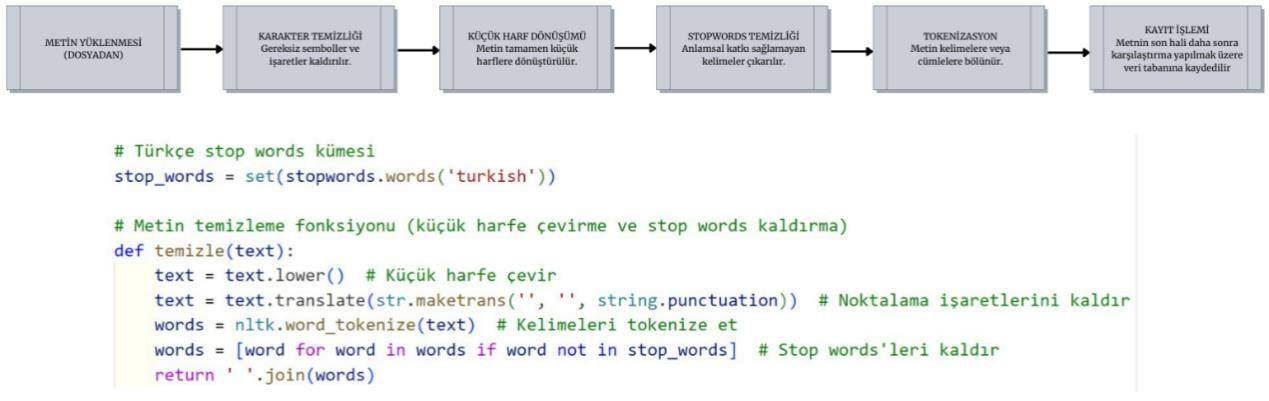 METİN YÜKLENMESİ
(DOSYADAN)
KARAKTER TEMİZLİĞİ
Gereksiz semboller ve
işaretler kaldırılır.
KÜÇÜK HARF DÖNÜŞÜMÜ
Metin tamamen küçük
harflere dönüştürülür.
STOPWORDS TEMİZLİĞİ
Anlamsal katkı sağlamayan
kelimeler çıkarılır.
TOKENİZASYON
Metin kelimelere veya
cümlelere bölünür.
KAYIT İŞLEMİ
Metnin son hali daha sonra
karşılaştırma yapılmak üzere
veri tabanına kaydedilir
# Türkçe stop words kümesi
stop_words = set(stopwords.words('turkish'))
# Metin temizleme fonksiyonu (küçük harfe çevirme ve stop words kaldırma)
def temizle(text):
    text = text.lower()  # Küçük harfe çevir
    text = text.translate(str.maketrans('', '', string.punctuation))  # Noktalama işaretlerini kaldır
    words = nltk.word_tokenize(text)  # Kelimeleri tokenize et
    words = [word for word in words if word not in stop_words]  # Stop words'leri kaldır
    return ' '.join(words)